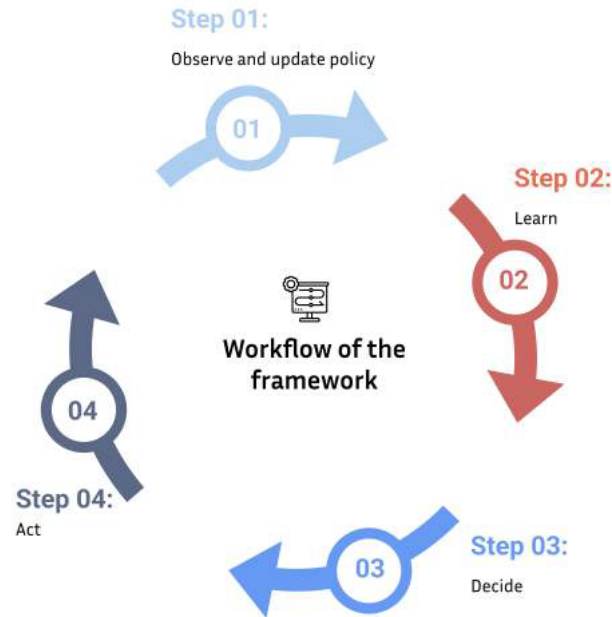 Step 01:
Observe and update policy
01
Step 02:
Learn
02
Workflow of the
framework
04
Step 04:
Act
03
Step 03:
Decide